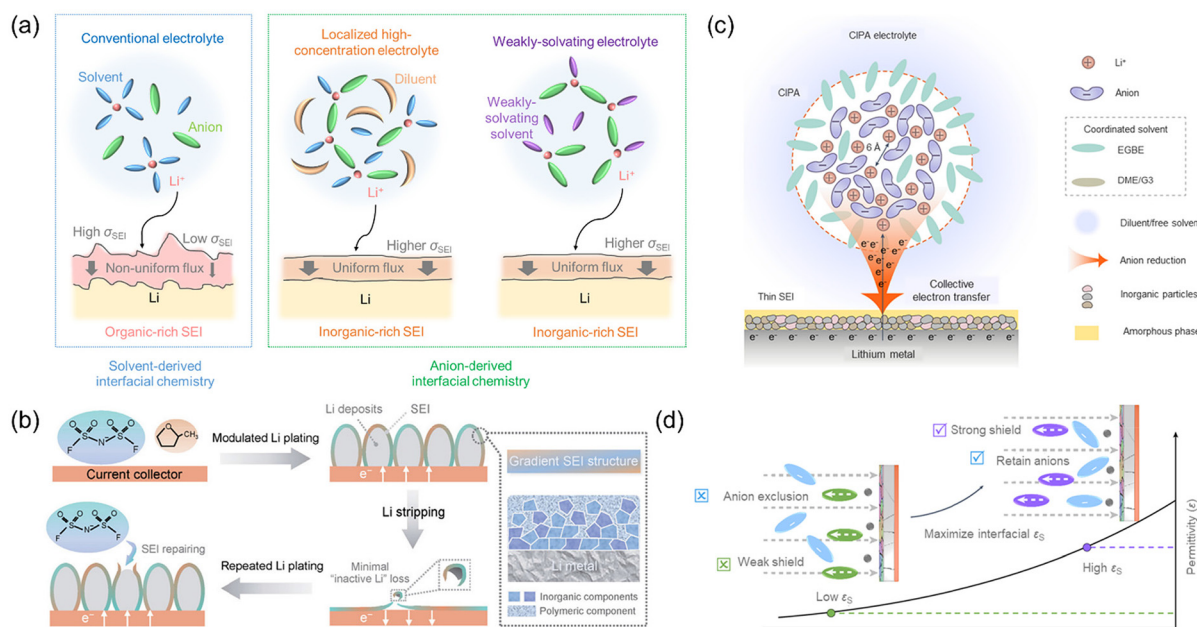 (a)
Conventional electrolyte
Solvent
Anion
Li⁺
High σSEI
Low σSEI
Non-uniform flux
Li
Organic-rich SEI
Solvent-derived
interfacial chemistry
Localized high-
concentration electrolyte
Diluent
Li⁺
Higher σSEI
Uniform flux
Li
Inorganic-rich SEI
Weakly-solvating electrolyte
Weakly-
solvating
solvent
Li⁺
Higher σSEI
Uniform flux
Li
Inorganic-rich SEI
Anion-derived
interfacial chemistry
(b)
O O O O
F S N⁻ S F
O
CH₃
Current collector
Modulated Li plating
Li deposits
SEI
e⁻
Gradient SEI structure
Li metal
Inorganic components
Polymeric component
Li stripping
Minimal
"inactive Li" loss
e⁻
Repeated Li plating
O O O O
F S N⁻ S F
SEI repairing
e⁻
(c)
CIPA electrolyte
CIPA
6 Å
e⁻e⁻
e⁻e⁻
e⁻e⁻
e⁻e⁻
e⁻
Collective
electron transfer
Thin SEI
e⁻ e⁻ e⁻ e⁻ e⁻ e⁻ e⁻ e⁻ e⁻ e⁻ e⁻
Lithium metal
Li⁺
Anion
Coordinated solvent
EGBE
DME/G3
Diluent/free solvent
Anion reduction
Inorganic particles
Amorphous phase
(d)
Anion exclusion
Weak shield
Low εS
Strong shield
Retain anions
Maximize interfacial εS
High εS
Permittivity (ε)